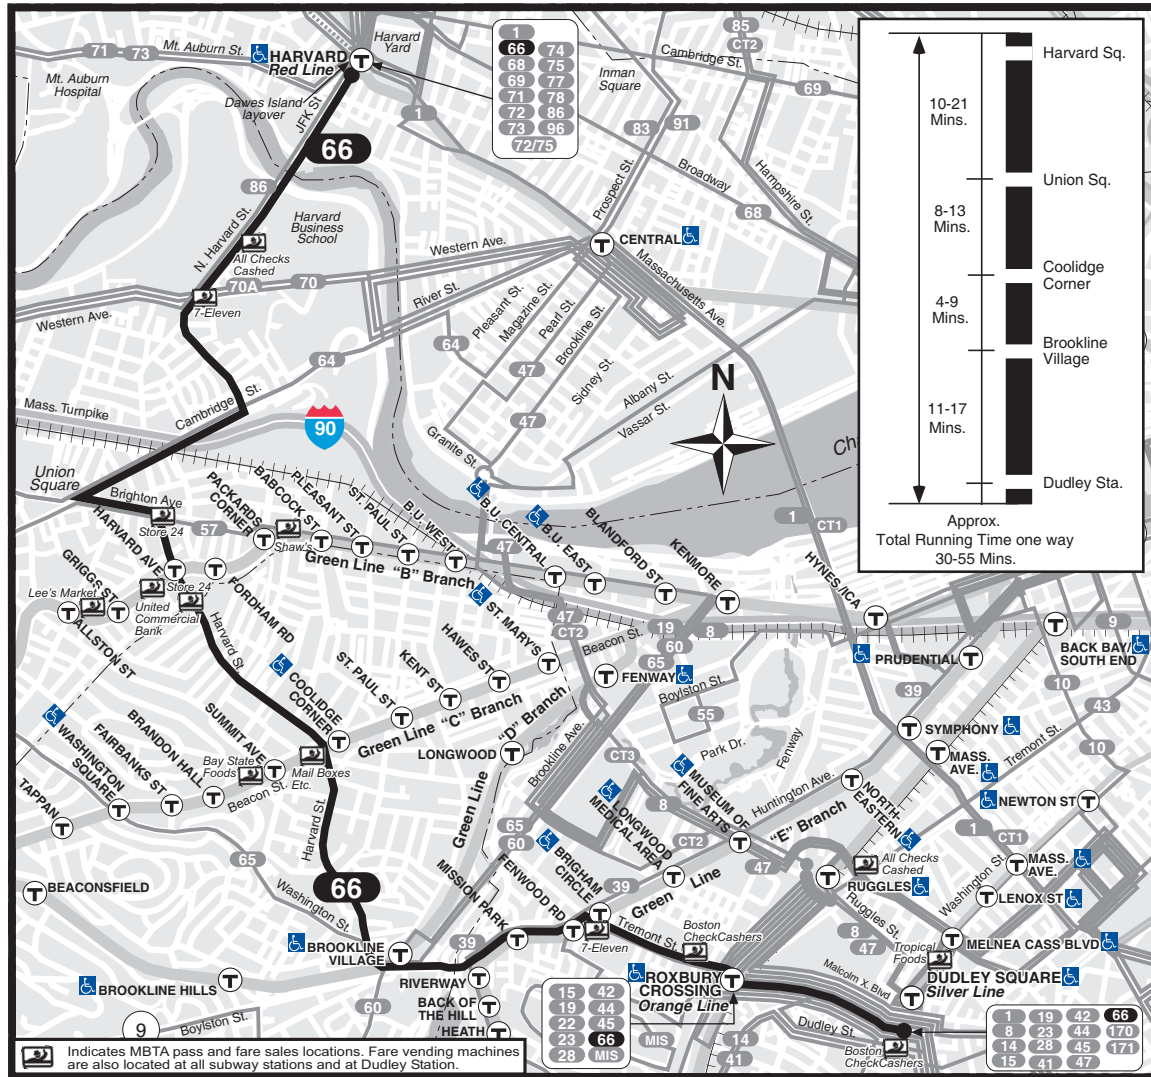 71
73
Mt. Auburn St.
HARVARD
Red Line
Harvard
Yard
Mt. Auburn
Hospital
Dawes Island
layover
JFK St
66
1
1
66
74
68
75
69
77
71
78
72
86
73
96
72/75
85
CT2
Cambridge St.
Inman
Square
69
83
91
Prospect St.
Broadway
Hampshire St.
68
86
N. Harvard St.
Harvard
Business
School
All Checks
Cashed
70A
70
7-Eleven
Western Ave.
Western Ave.
River St.
CENTRAL
Massachusetts Ave.
Pleasant St.
Magazine St.
Pearl St.
Brookline St.
Sidney St.
Albany St.
Vassar St.
64
64
47
47
Granite St.
Cambridge St.
Mass. Turnpike
90
N
Cha
Harvard Sq.
10-21
Mins.
Union Sq.
8-13
Mins.
Coolidge
Corner
4-9
Mins.
Brookline
Village
11-17
Mins.
Dudley Sta.
Approx.
Total Running Time one way
30-55 Mins.
Union
Square
Brighton Ave
Store 24
57
HARVARD AVE
PACKARDS
CORNER
BABCOCK ST
PLEASANT ST
ST. PAUL ST
B.U. WEST
B.U. CENTRAL
B.U. EAST
BLANDFORD ST
KENMORE
Shaw's
Green Line "B" Branch
47
1
CT1
HYNES/ICA
GRIGGS ST
Lee's Market
ALLSTON ST
Store 24
United
Commercial
Bank
FORDHAM RD
Harvard St.
ST. MARY'S
HAWES ST
KENT ST
ST. PAUL ST
COOLIDGE
CORNER
Green Line "C" Branch
47
CT2
Beacon St.
19
60
8
65
FENWAY
Boylston St.
55
Park Dr.
Fenway
9
PRUDENTIAL
BACK BAY/
SOUTH END
39
10
43
10
SYMPHONY
MASS.
AVE.
Tremont St.
NEWTON ST
WASHINGTON
SQUARE
FAIRBANKS ST
BRANDON HALL
SUMMIT AVE
Bay State
Foods
Mail Boxes
Etc.
Beacon St.
TAPPAN
LONGWOOD
"D" Branch
Green Line
Brookline Ave.
CT3
8
MUSEUM OF
FINE ARTS
LONGWOOD
MEDICAL AREA
CT2
Huntington Ave.
"E" Branch
NORTH-
EASTERN
47
1
CT1
65
Harvard St.
66
Washington St.
BEACONSFIELD
65
60
BRIGHAM
CIRCLE
FENWOOD RD
MISSION PARK
39
Green Line
Tremont St.
7-Eleven
Boston
CheckCashers
All Checks
Cashed
RUGGLES
Ruggles St.
Washington St.
MASS.
AVE.
LENOX ST
8
47
Tropical
Foods
MELNEA CASS BLVD
BROOKLINE
VILLAGE
39
RIVERWAY
BACK OF
THE HILL
HEATH
BROOKLINE HILLS
60
9
Boylston St.
ROXBURY
CROSSING
Orange Line
Malcolm X. Blvd
DUDLEY SQUARE
Silver Line
Dudley St.
Boston
CheckCashers
15
42
19
44
22
45
23
66
28
MIS
MIS
14
41
1
19
42
66
8
23
44
170
14
28
45
171
15
41
47
Indicates MBTA pass and fare sales locations. Fare vending machines
are also located at all subway stations and at Dudley Station.